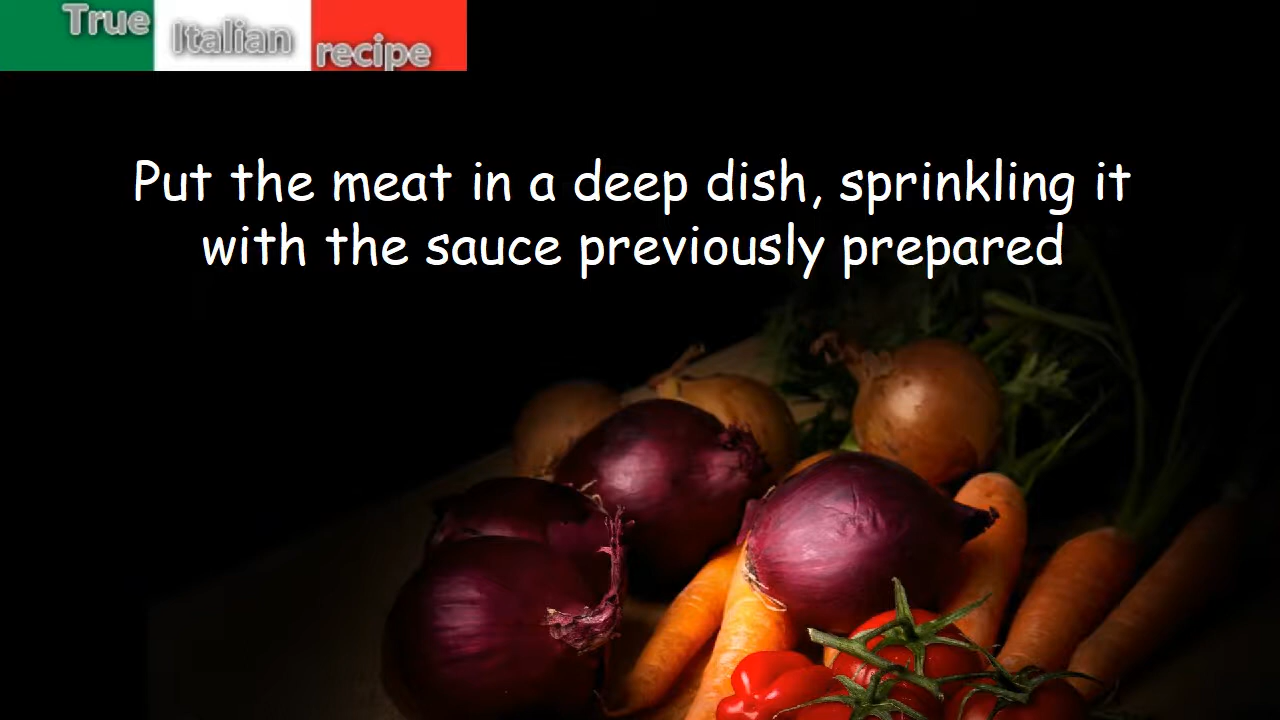 True Italian recipe
Put the meat in a deep dish, sprinkling it
with the sauce previously prepared